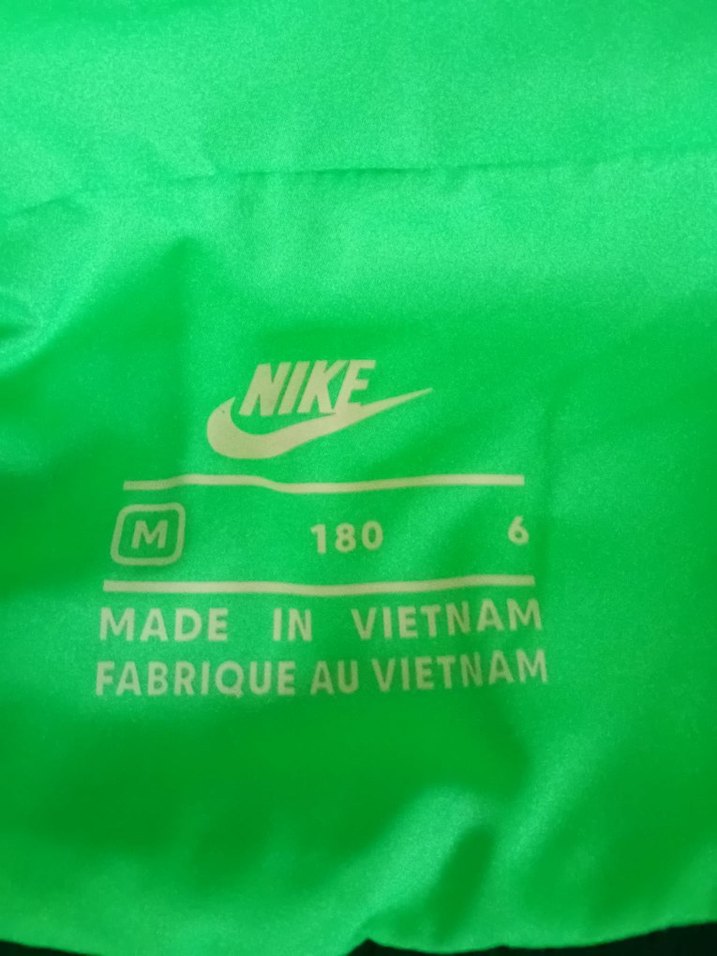 NIKE
M 180 6
MADE IN VIETNAM
FABRIQUE AU VIETNAM